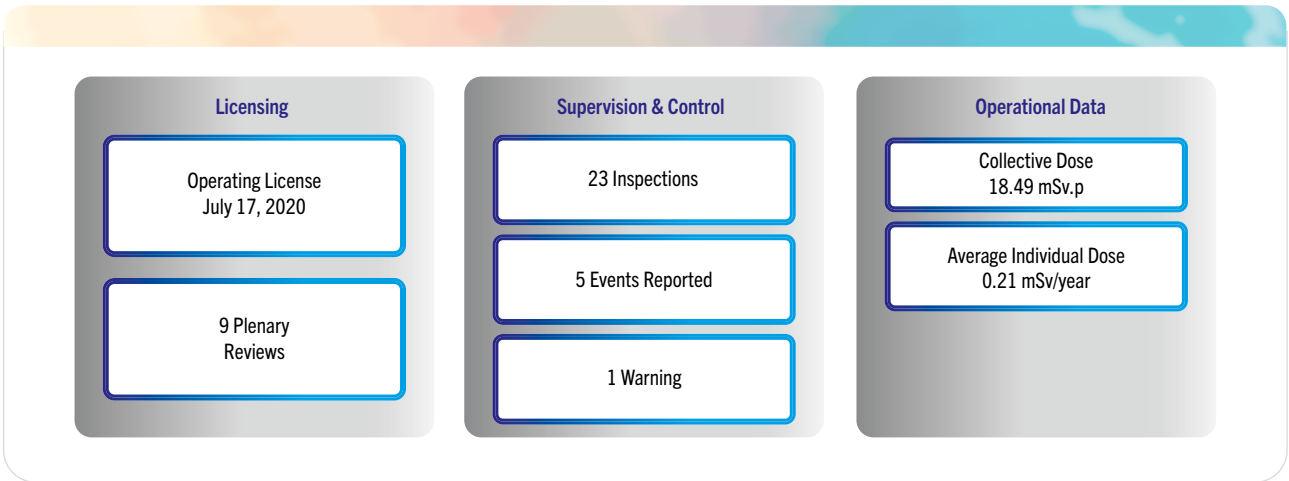 Licensing
Operating License
July 17, 2020
9 Plenary
Reviews
Supervision & Control
23 Inspections
5 Events Reported
1 Warning
Operational Data
Collective Dose
18.49 mSv.p
Average Individual Dose
0.21 mSv/year